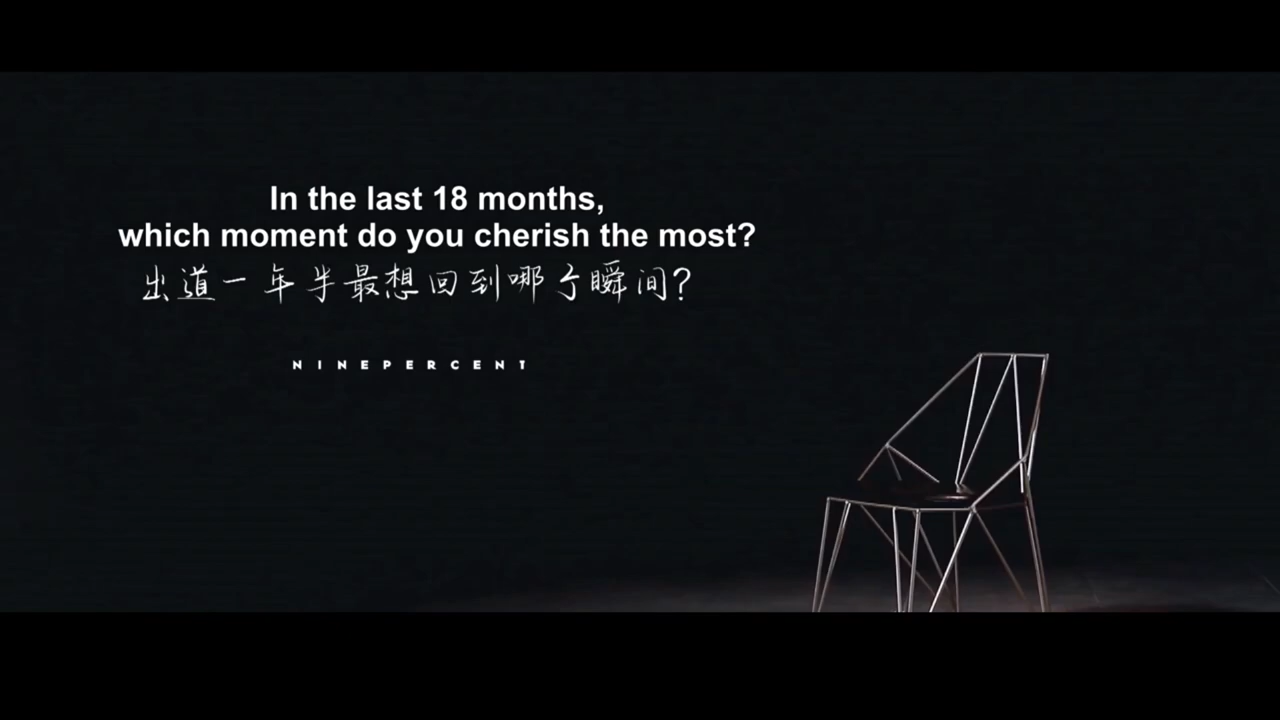 In the last 18 months,
which moment do you cherish the most?
出道一年半最想回到哪个瞬间?
NINEPERCENT